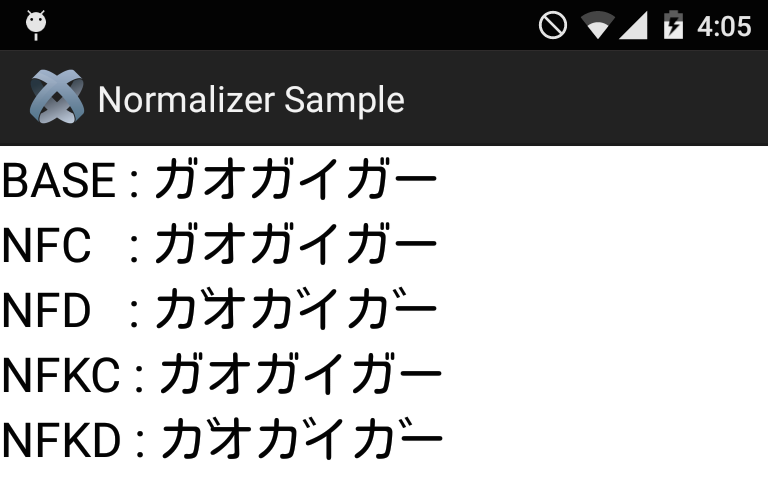 4:05
Normalizer Sample
BASE : ガオガイガー
NFC : ガオガイガー
NFD : ガオガイガー
NFKC : ガオガイガー
NFKD : ガオガイガー